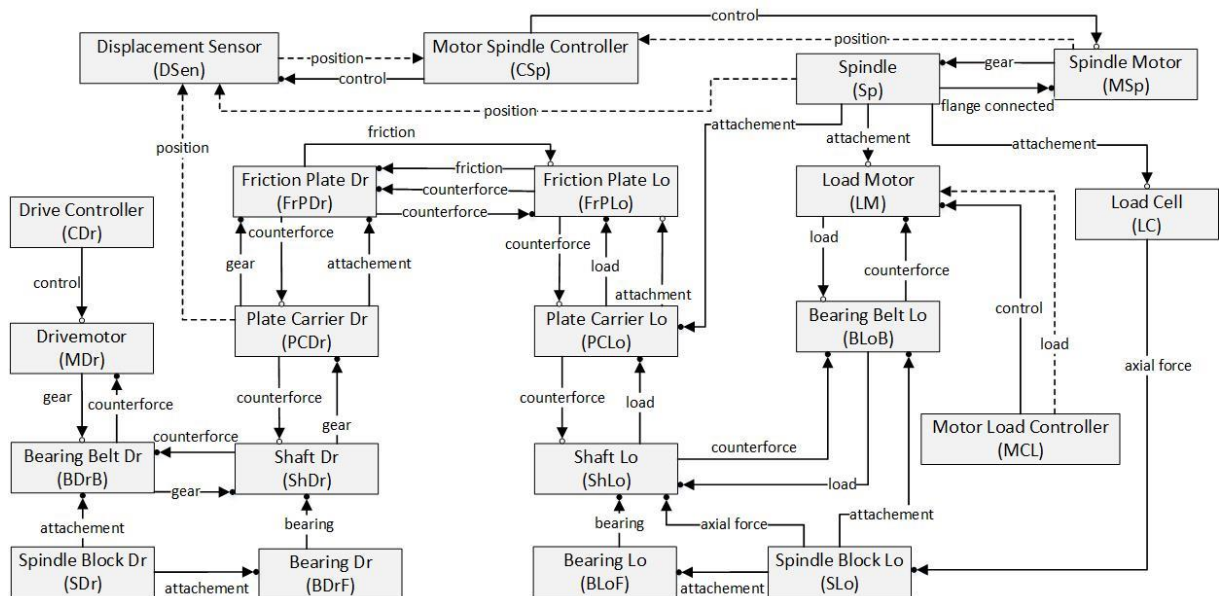 control
Displacement Sensor
(DSen)
position
control
Motor Spindle Controller
(CSp)
position
Spindle
(Sp)
gear
flange connected
Spindle Motor
(MSp)
position
position
attachement
attachement
attachement
friction
Friction Plate Dr
(FrPDr)
friction
counterforce
counterforce
Friction Plate Lo
(FrPLo)
Load Motor
(LM)
Load Cell
(LC)
Drive Controller
(CDr)
counterforce
gear
attachement
counterforce
load
attachment
load
counterforce
control
Plate Carrier Dr
(PCDr)
Plate Carrier Lo
(PCLo)
Bearing Belt Lo
(BLoB)
control
load
axial force
Drivemotor
(MDr)
gear
counterforce
counterforce
gear
counterforce
load
Motor Load Controller
(MCL)
Bearing Belt Dr
(BDrB)
counterforce
gear
Shaft Dr
(ShDr)
Shaft Lo
(ShLo)
counterforce
load
attachement
attachement
bearing
bearing
axial force
Spindle Block Dr
(SDr)
attachement
Bearing Dr
(BDrF)
Bearing Lo
(BLoF)
attachement
Spindle Block Lo
(SLo)